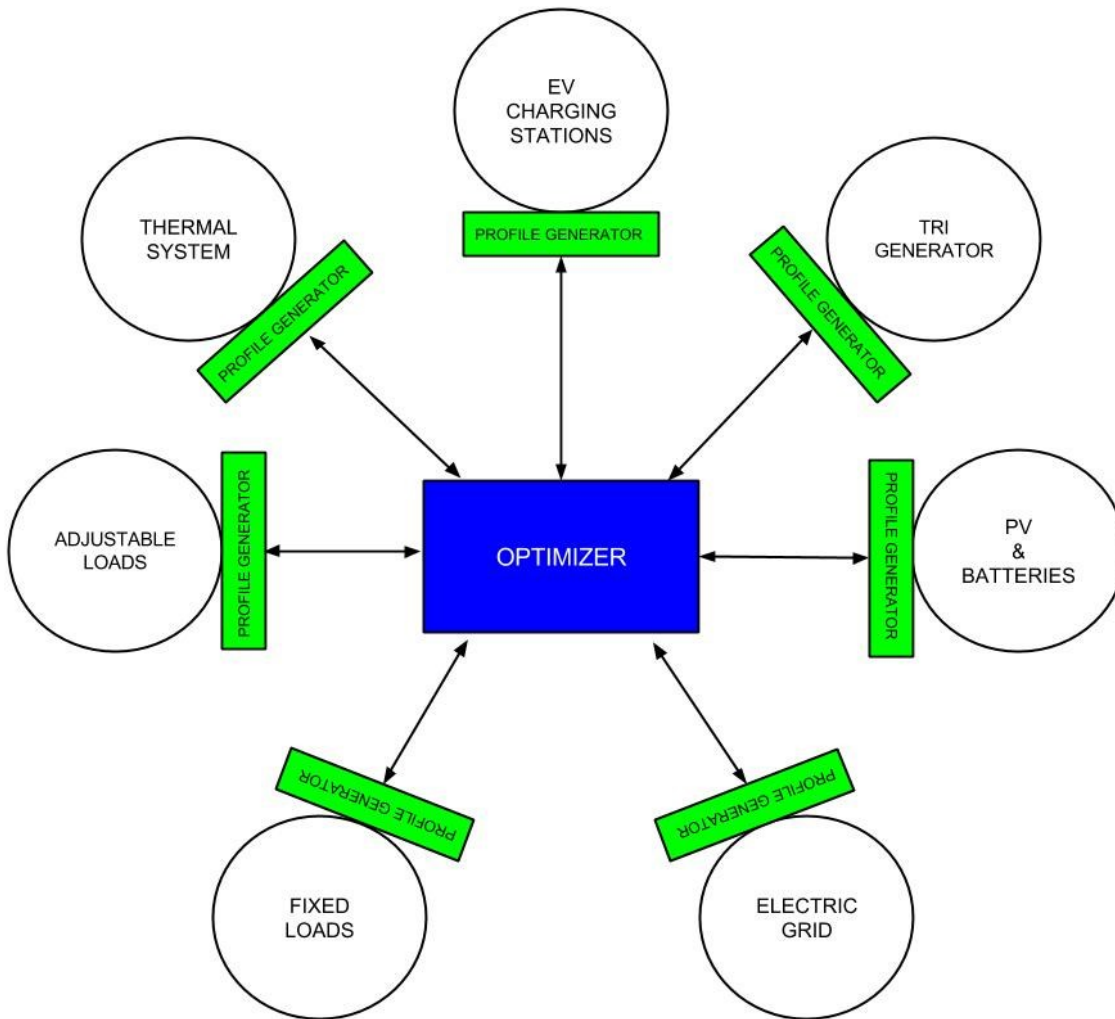 EV
CHARGING
STATIONS
PROFILE GENERATOR
THERMAL
SYSTEM
PROFILE GENERATOR
TRI
GENERATOR
PROFILE GENERATOR
ADJUSTABLE
LOADS
PROFILE GENERATOR
OPTIMIZER
PROFILE GENERATOR
PV
&
BATTERIES
PROFILE GENERATOR
FIXED
LOADS
PROFILE GENERATOR
ELECTRIC
GRID